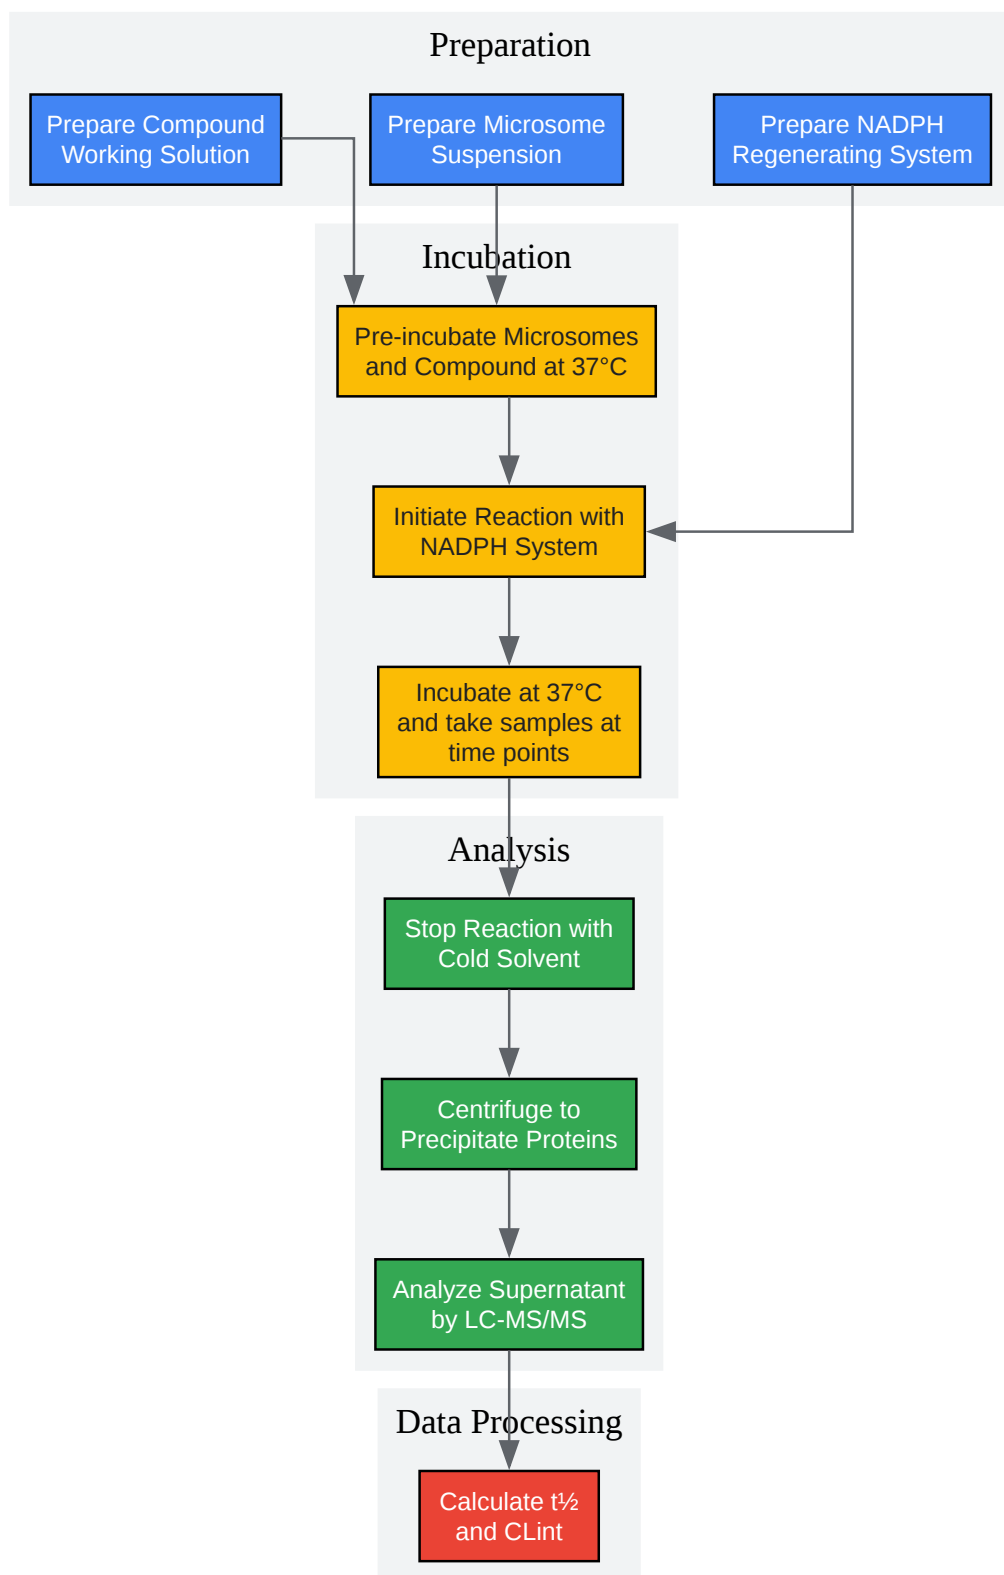 Preparation
Prepare Compound
Working Solution
Prepare Microsome
Suspension
Prepare NADPH
Regenerating System
Incubation
Pre-incubate Microsomes
and Compound at 37°C
Initiate Reaction with
NADPH System
Incubate at 37°C
and take samples at
time points
Analysis
Stop Reaction with
Cold Solvent
Centrifuge to
Precipitate Proteins
Analyze Supernatant
by LC-MS/MS
Data Processing
Calculate t½
and CLint